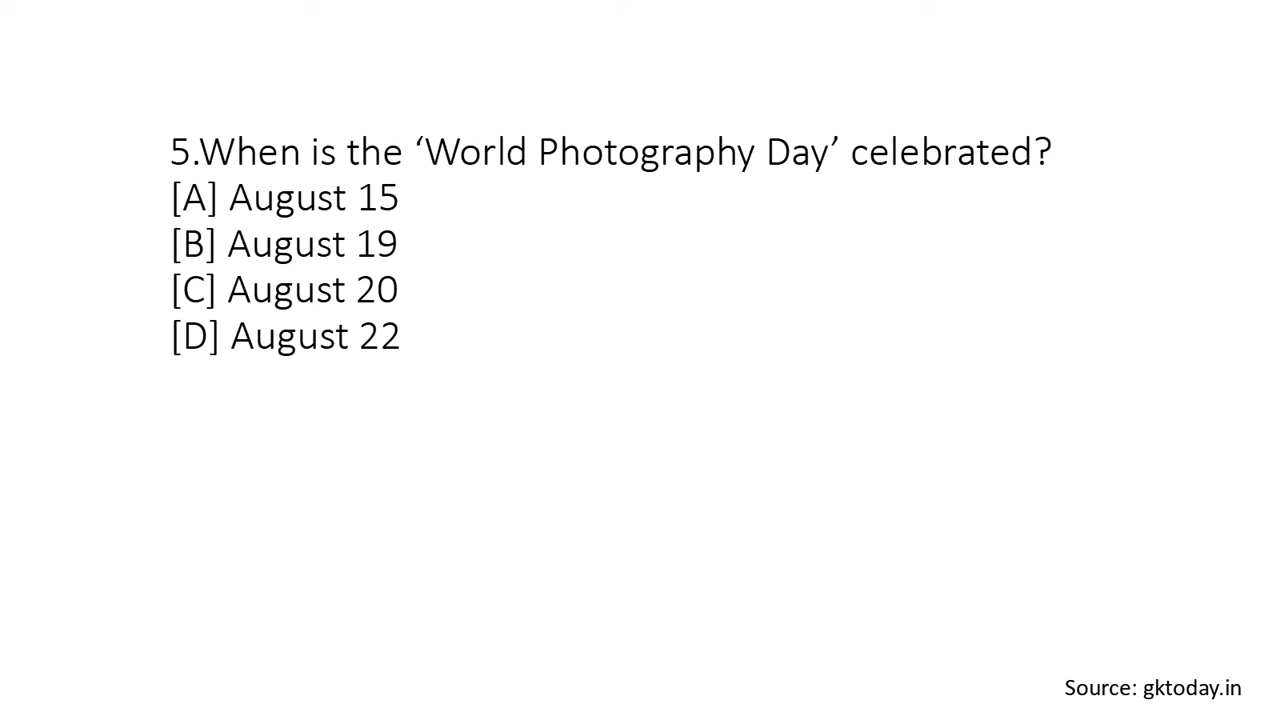 5.When is the ‘World Photography Day’ celebrated?
[A] August 15
[B] August 19
[C] August 20
[D] August 22
Source: gktoday.in